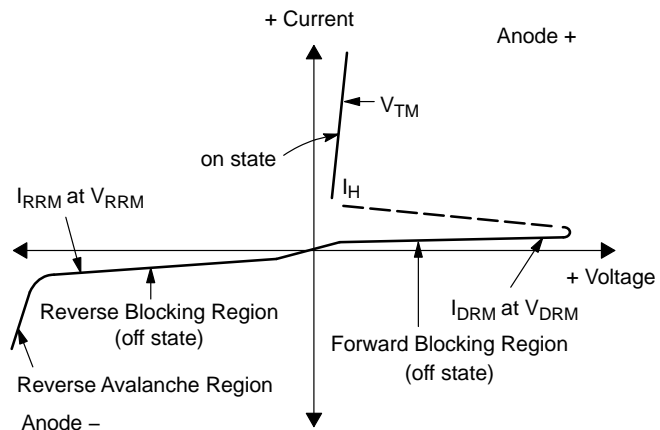 + Current
Anode +
V_TM
on state
I_H
I_RRM at V_RRM
+ Voltage
I_DRM at V_DRM
Reverse Blocking Region
(off state)
Forward Blocking Region
(off state)
Reverse Avalanche Region
Anode −